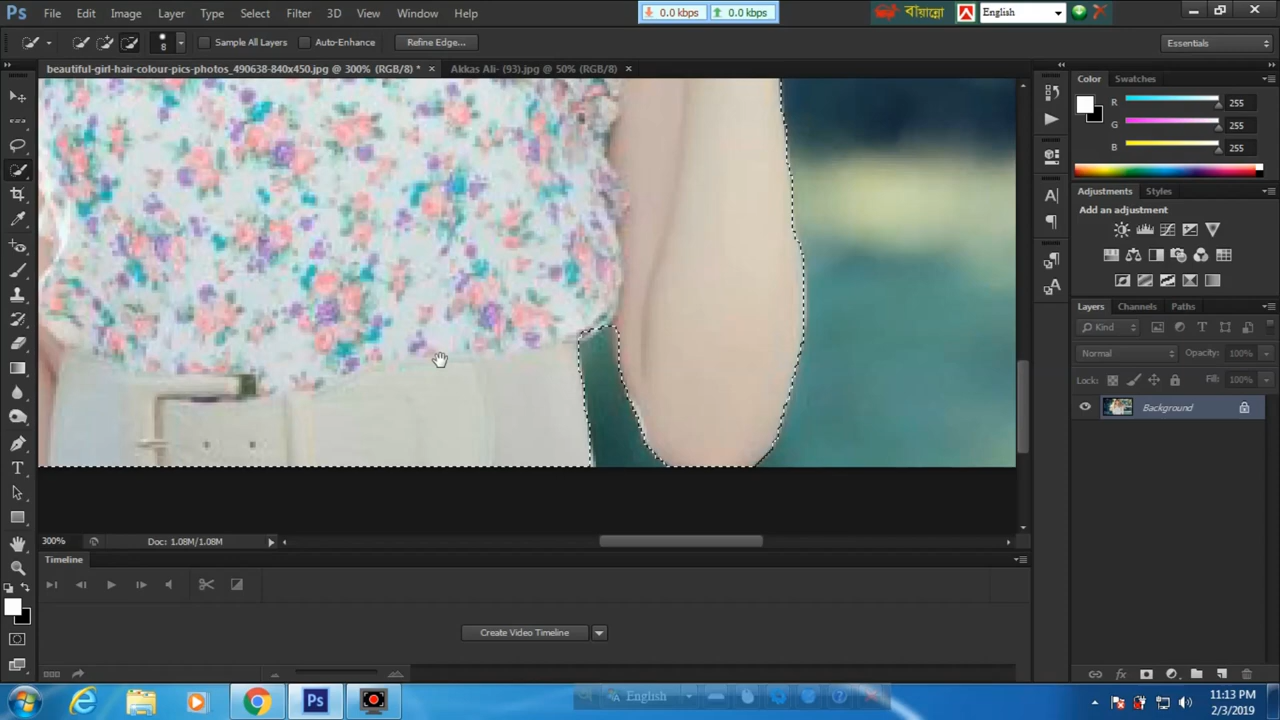 Ps File Edit Image Layer Type Select Filter 3D View Window Help
0.0 kbps 0.0 kbps
বায়ান্নো English
8 Sample All Layers Auto-Enhance Refine Edge... Essentials
beautiful-girl-hair-colour-pics-photos_490638-840x450.jpg @ 300% (RGB/8) * × Akkas Ali- (93).jpg @ 50% (RGB/8) ×
Color Swatches
R 255
G 255
B 255
Adjustments Styles
Add an adjustment
Layers Channels Paths
Kind
Normal Opacity: 100%
Lock: Fill: 100%
Background
300% Doc: 1.08M/1.08M
Timeline
Create Video Timeline
English
11:13 PM
2/3/2019